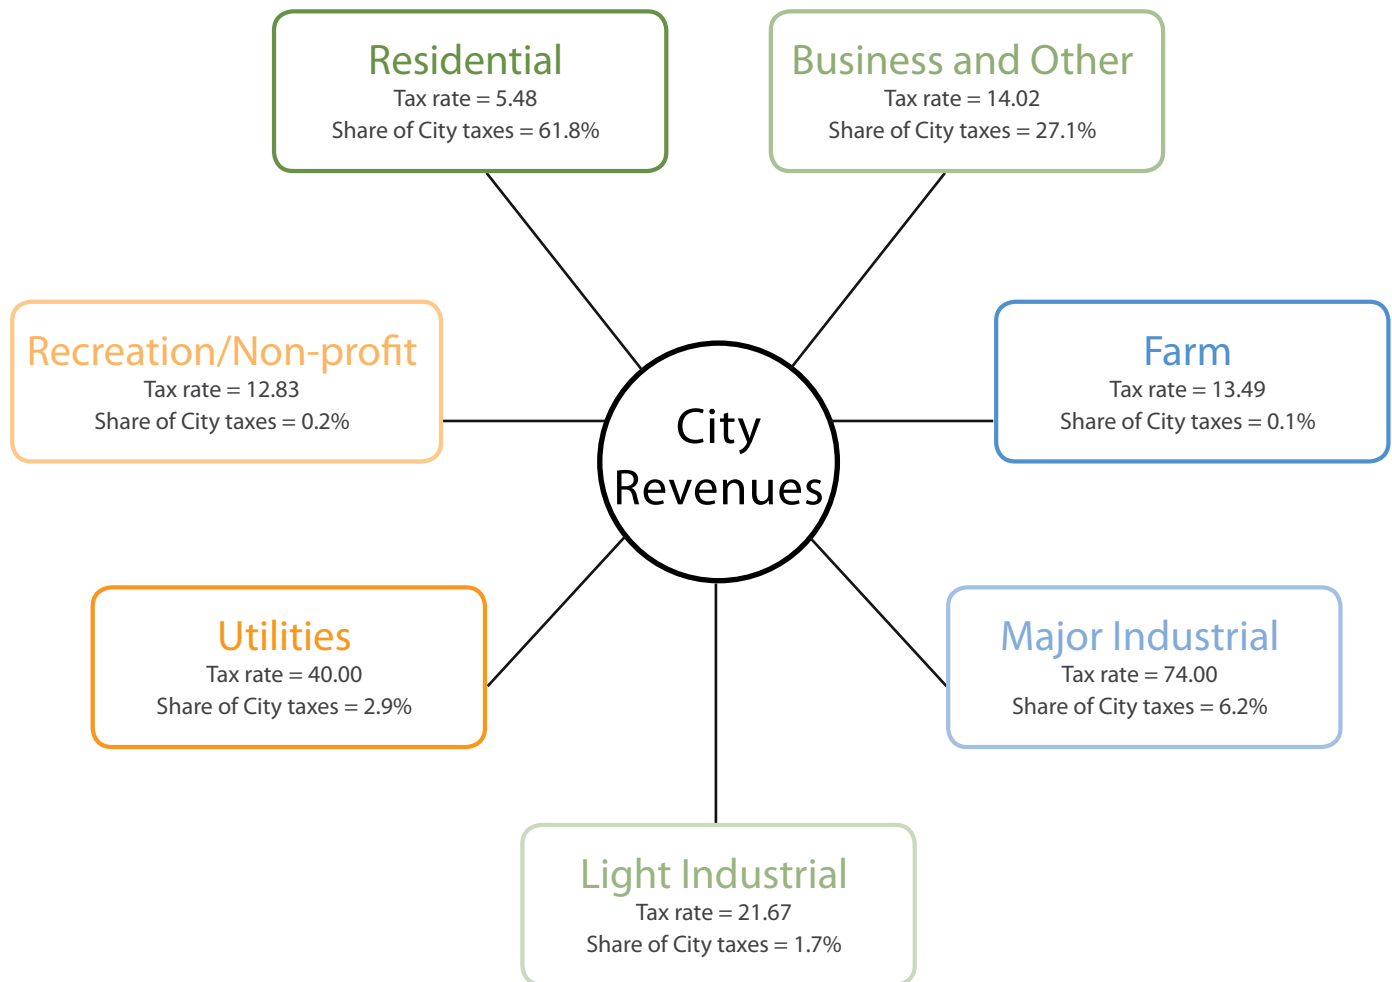 Residential
Tax rate = 5.48
Share of City taxes = 61.8%
Business and Other
Tax rate = 14.02
Share of City taxes = 27.1%
Recreation/Non-profit
Tax rate = 12.83
Share of City taxes = 0.2%
Farm
Tax rate = 13.49
Share of City taxes = 0.1%
City
Revenues
Utilities
Tax rate = 40.00
Share of City taxes = 2.9%
Major Industrial
Tax rate = 74.00
Share of City taxes = 6.2%
Light Industrial
Tax rate = 21.67
Share of City taxes = 1.7%